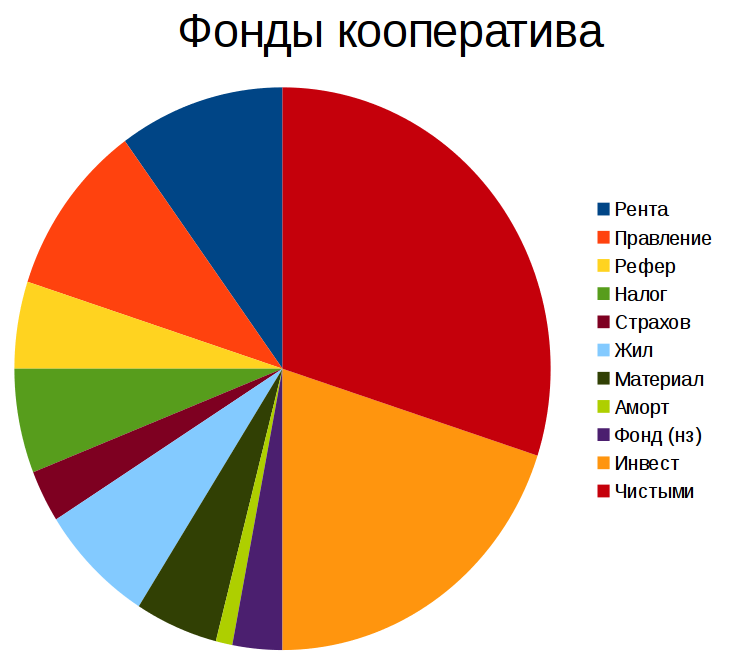 Фонды кооператива
Рента
Правление
Рефер
Налог
Страхов
Жил
Материал
Аморт
Фонд (нз)
Инвест
Чистыми